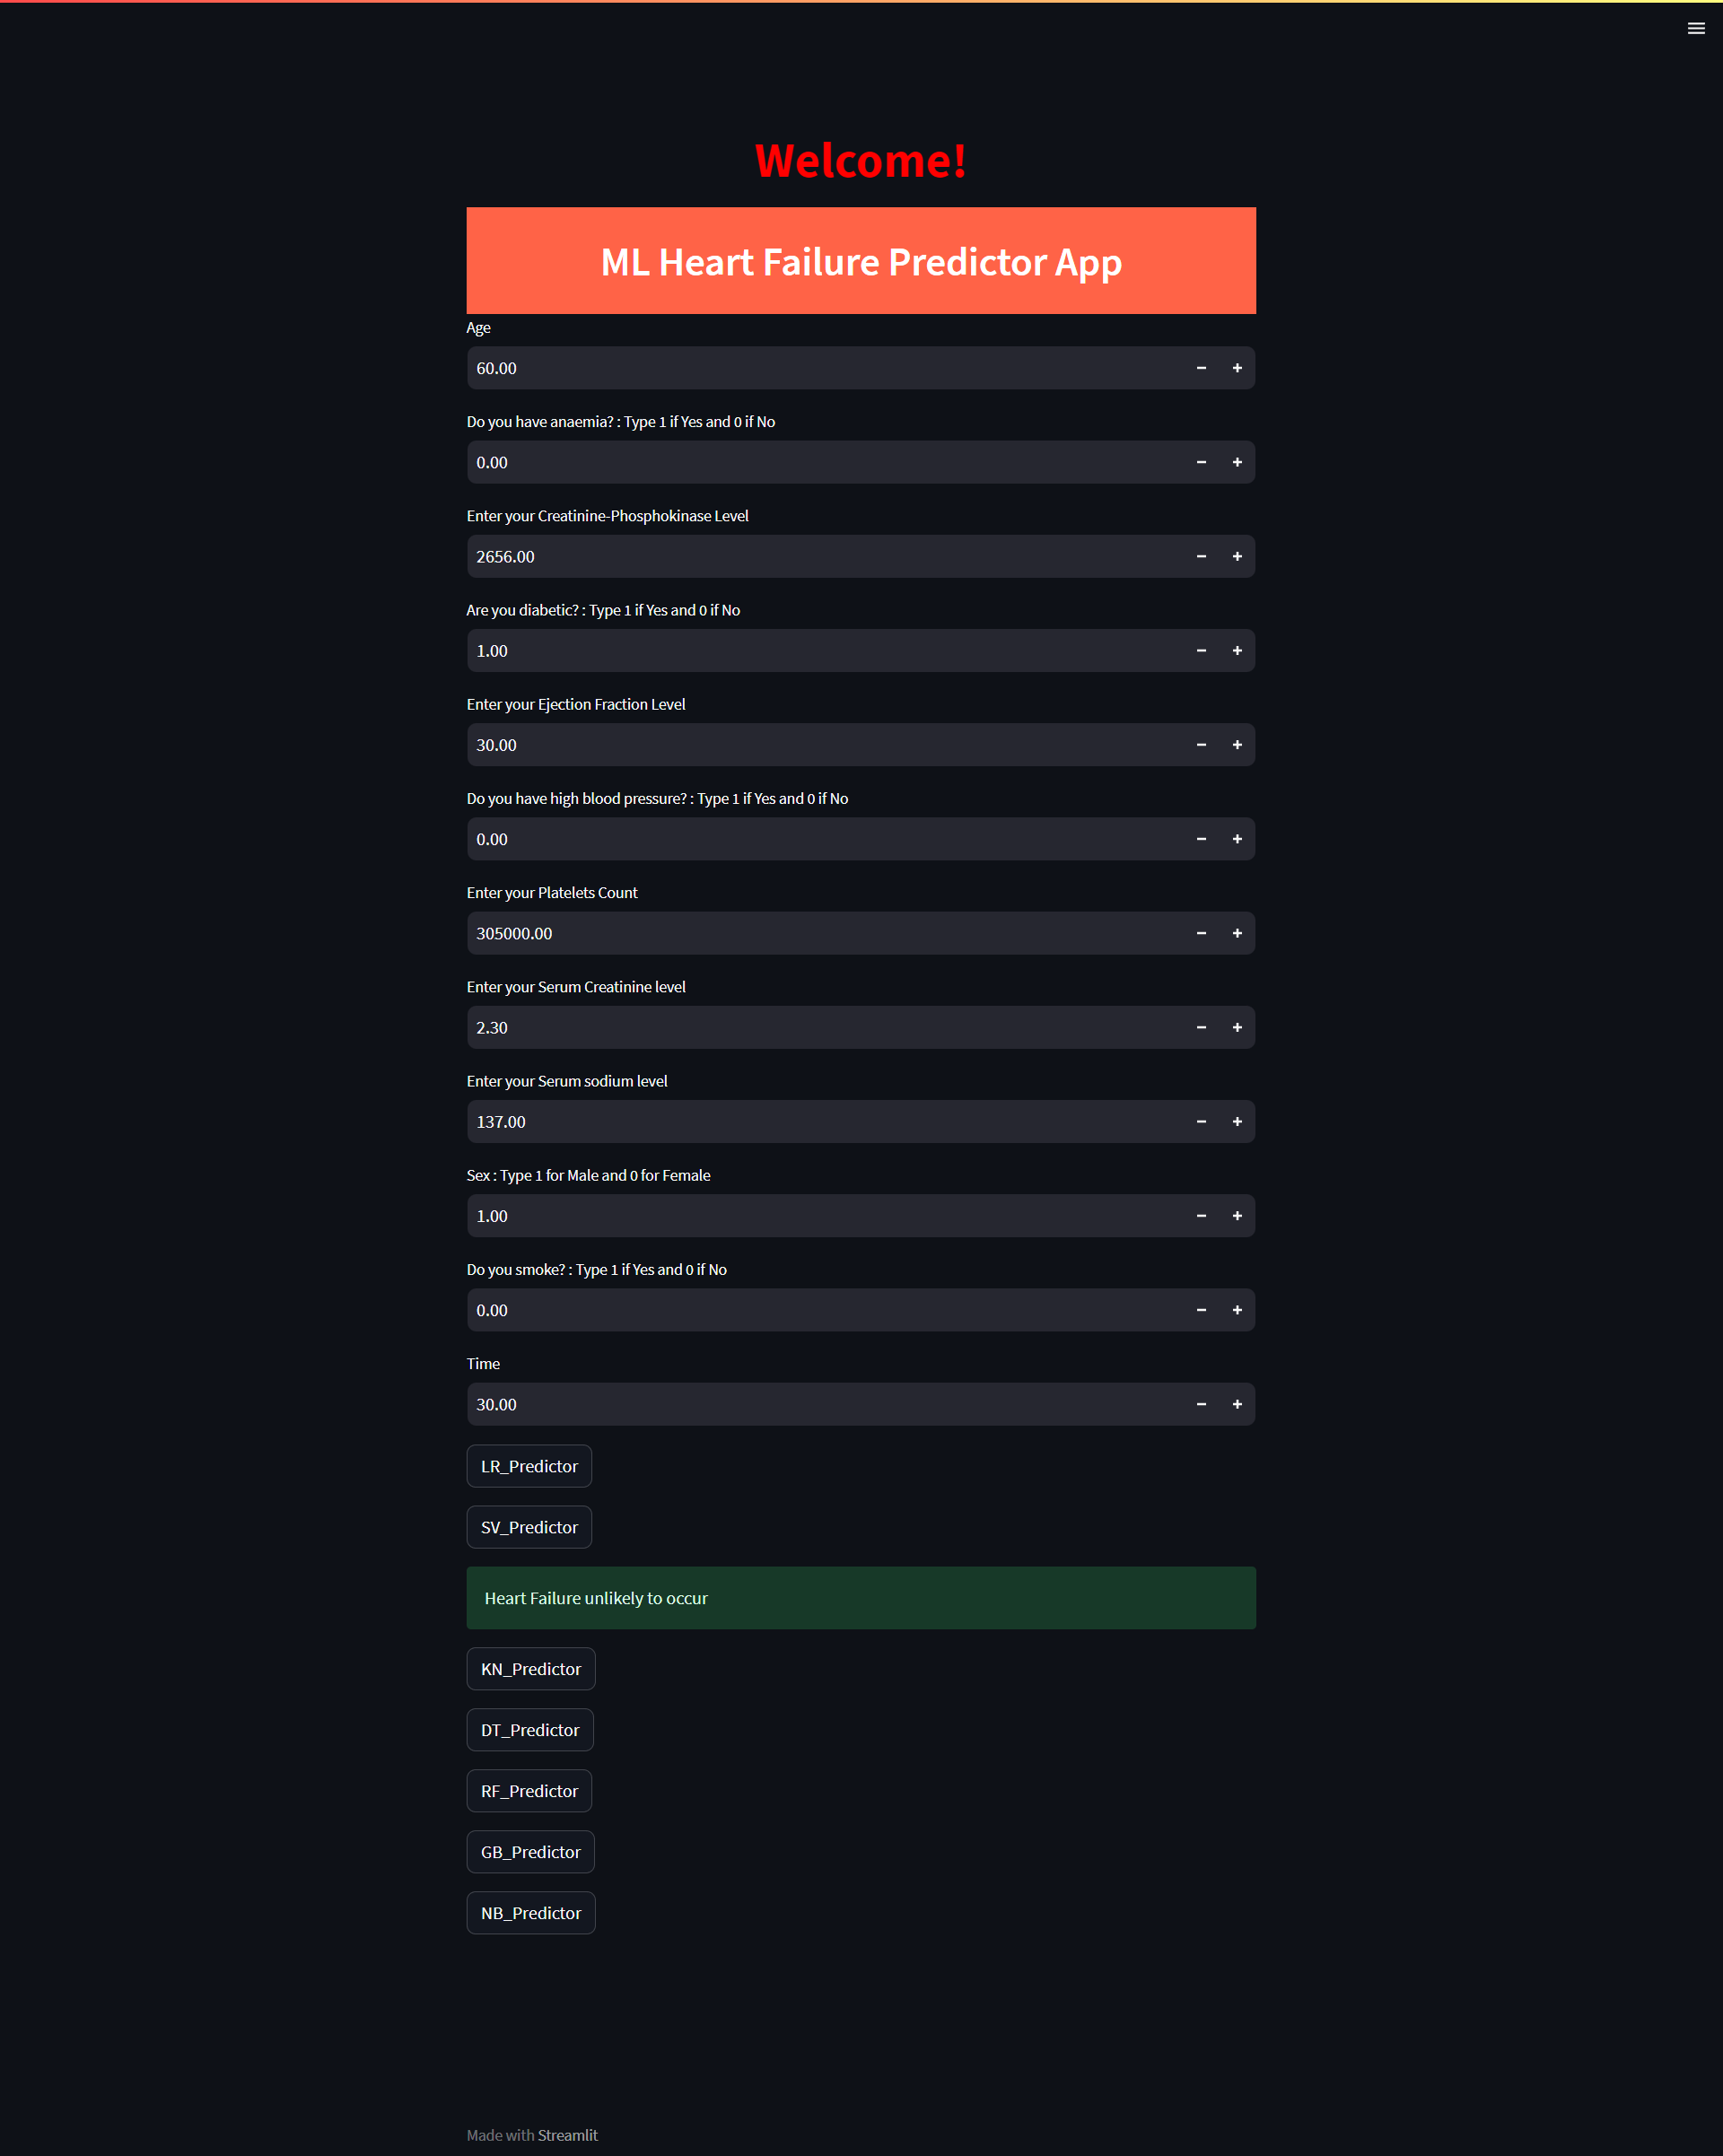 Welcome!
ML Heart Failure Predictor App
Age
60.00
Do you have anaemia? : Type 1 if Yes and 0 if No
0.00
Enter your Creatinine-Phosphokinase Level
2656.00
Are you diabetic? : Type 1 if Yes and 0 if No
1.00
Enter your Ejection Fraction Level
30.00
Do you have high blood pressure? : Type 1 if Yes and 0 if No
0.00
Enter your Platelets Count
305000.00
Enter your Serum Creatinine level
2.30
Enter your Serum sodium level
137.00
Sex : Type 1 for Male and 0 for Female
1.00
Do you smoke? : Type 1 if Yes and 0 if No
0.00
Time
30.00
LR_Predictor
SV_Predictor
Heart Failure unlikely to occur
KN_Predictor
DT_Predictor
RF_Predictor
GB_Predictor
NB_Predictor
Made with Streamlit